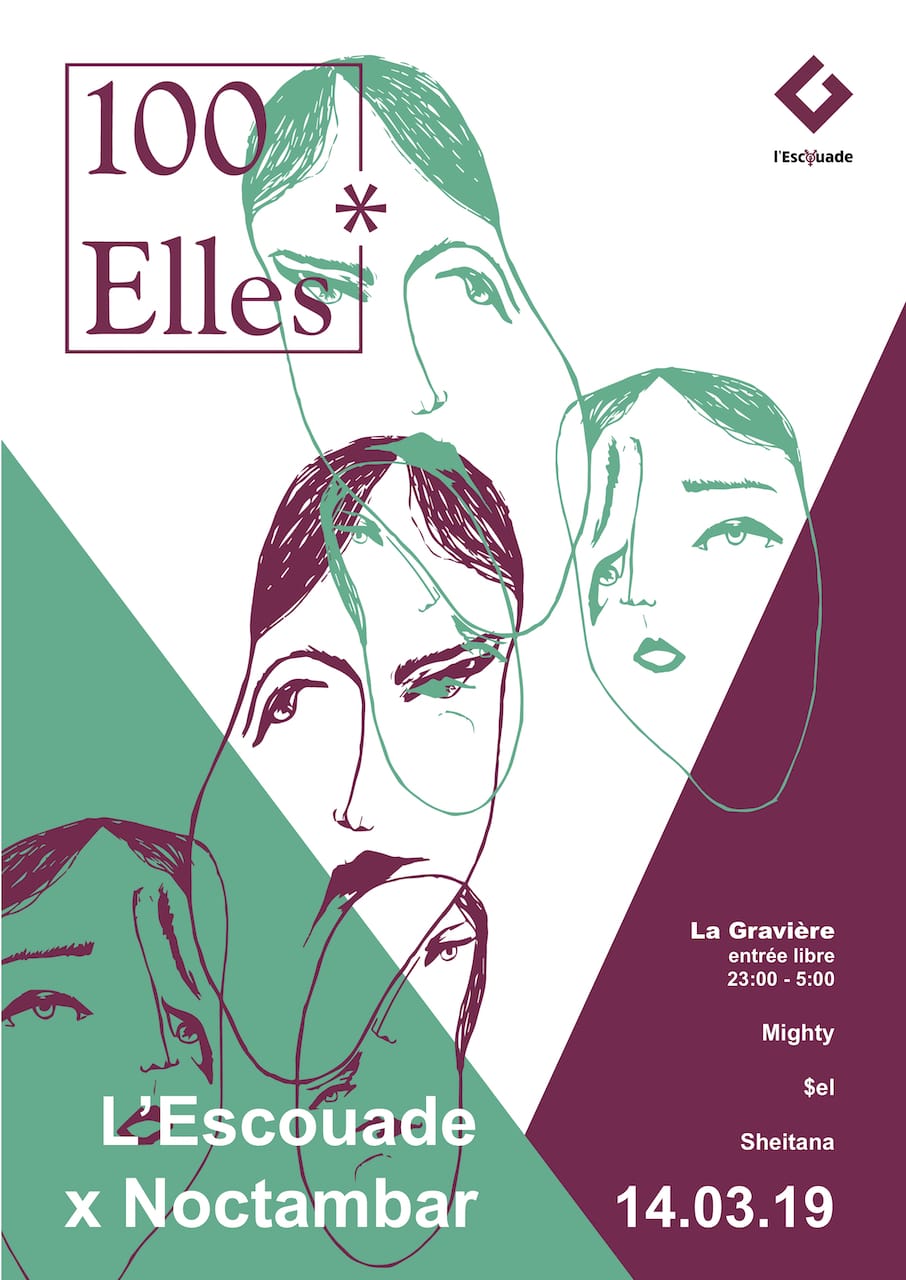 100
*
Elles
l'Escouade
La Gravière
entrée libre
23:00 - 5:00
Mighty
$el
Sheitana
L'Escouade
x Noctambar
14.03.19